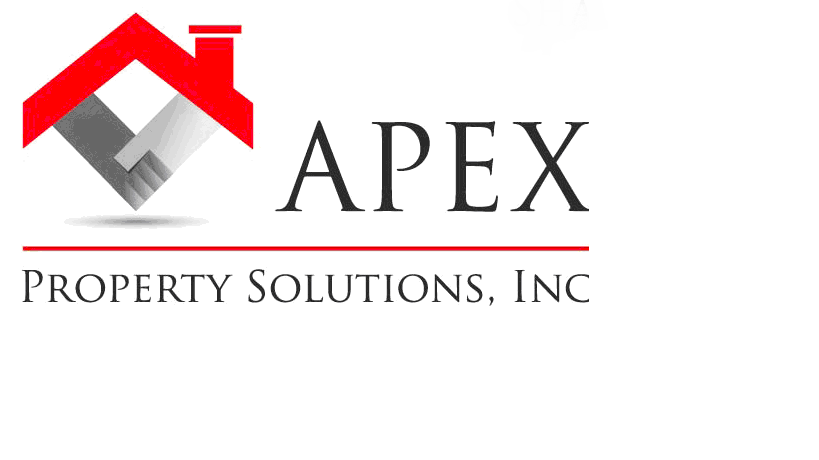 APEX
PROPERTY SOLUTIONS, INC